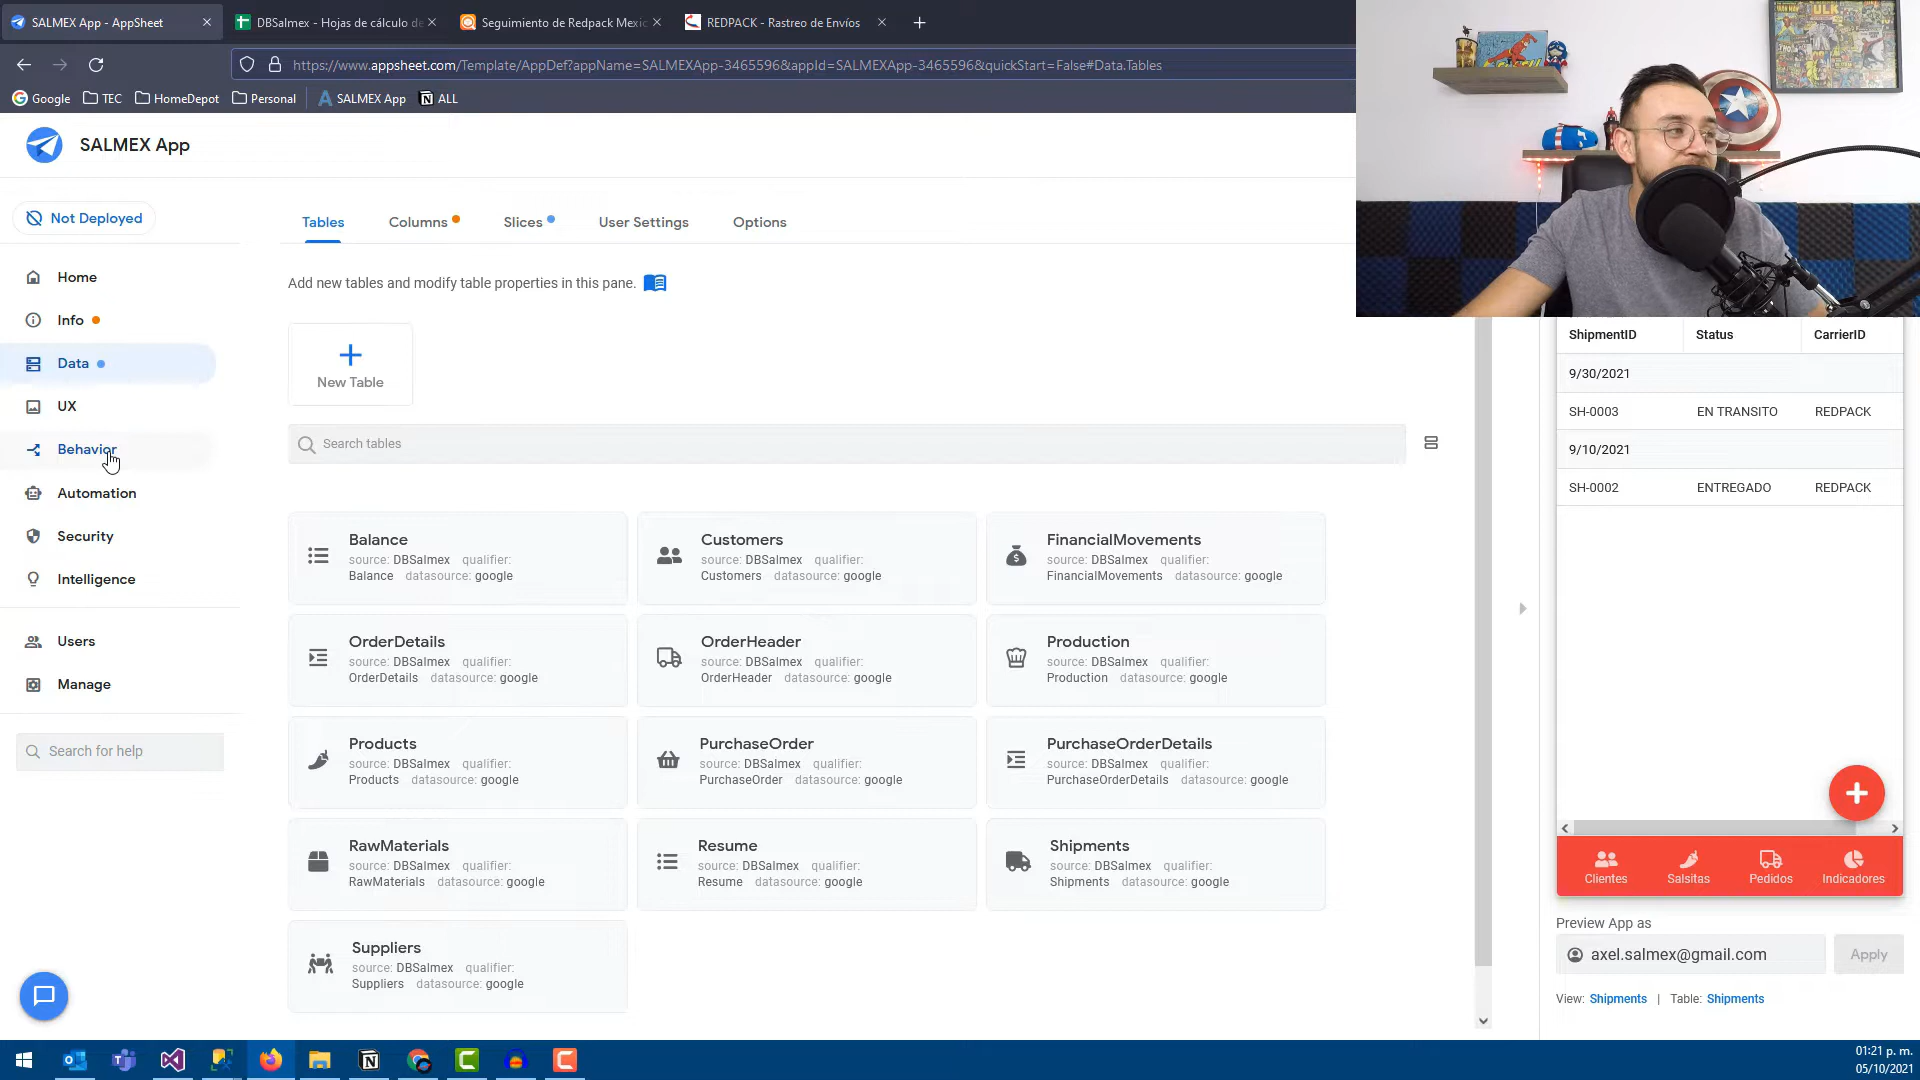 SALMEX App - AppSheet
DBSalmex - Hojas de cálculo de
Seguimiento de Redpack Mexic
REDPACK - Rastreo de Envíos
https://www.appsheet.com/Template/AppDef?appName=SALMEXApp-3465596&appId=SALMEXApp-3465596&quickStart=False#Data.Tables
Google
TEC
HomeDepot
Personal
SALMEX App
ALL
SALMEX App
Not Deployed
Home
Info
Data
UX
Behavior
Automation
Security
Intelligence
Users
Manage
Search for help
Tables
Columns
Slices
User Settings
Options
Add new tables and modify table properties in this pane.
New Table
Search tables
Balance
source: DBSalmex qualifier:
Balance datasource: google
Customers
source: DBSalmex qualifier:
Customers datasource: google
FinancialMovements
source: DBSalmex qualifier:
FinancialMovements datasource: google
OrderDetails
source: DBSalmex qualifier:
OrderDetails datasource: google
OrderHeader
source: DBSalmex qualifier:
OrderHeader datasource: google
Production
source: DBSalmex qualifier:
Production datasource: google
Products
source: DBSalmex qualifier:
Products datasource: google
PurchaseOrder
source: DBSalmex qualifier:
PurchaseOrder datasource: google
PurchaseOrderDetails
source: DBSalmex qualifier:
PurchaseOrderDetails datasource: google
RawMaterials
source: DBSalmex qualifier:
RawMaterials datasource: google
Resume
source: DBSalmex qualifier:
Resume datasource: google
Shipments
source: DBSalmex qualifier:
Shipments datasource: google
Suppliers
source: DBSalmex qualifier:
Suppliers datasource: google
ShipmentID Status CarrierID
9/30/2021
SH-0003 EN TRANSITO REDPACK
9/10/2021
SH-0002 ENTREGADO REDPACK
Clientes
Salsitas
Pedidos
Indicadores
Preview App as
axel.salmex@gmail.com
Apply
View: Shipments | Table: Shipments
01:21 p. m.
05/10/2021